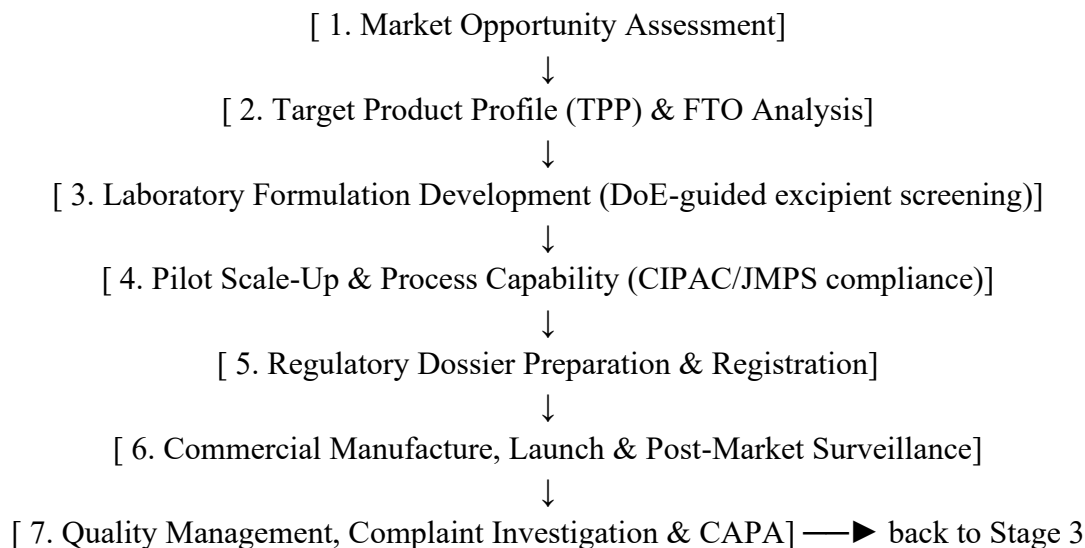 [ 1. Market Opportunity Assessment]
↓
[ 2. Target Product Profile (TPP) & FTO Analysis]
↓
[ 3. Laboratory Formulation Development (DoE-guided excipient screening)]
↓
[ 4. Pilot Scale-Up & Process Capability (CIPAC/JMPS compliance)]
↓
[ 5. Regulatory Dossier Preparation & Registration]
↓
[ 6. Commercial Manufacture, Launch & Post-Market Surveillance]
↓
[ 7. Quality Management, Complaint Investigation & CAPA] ──► back to Stage 3